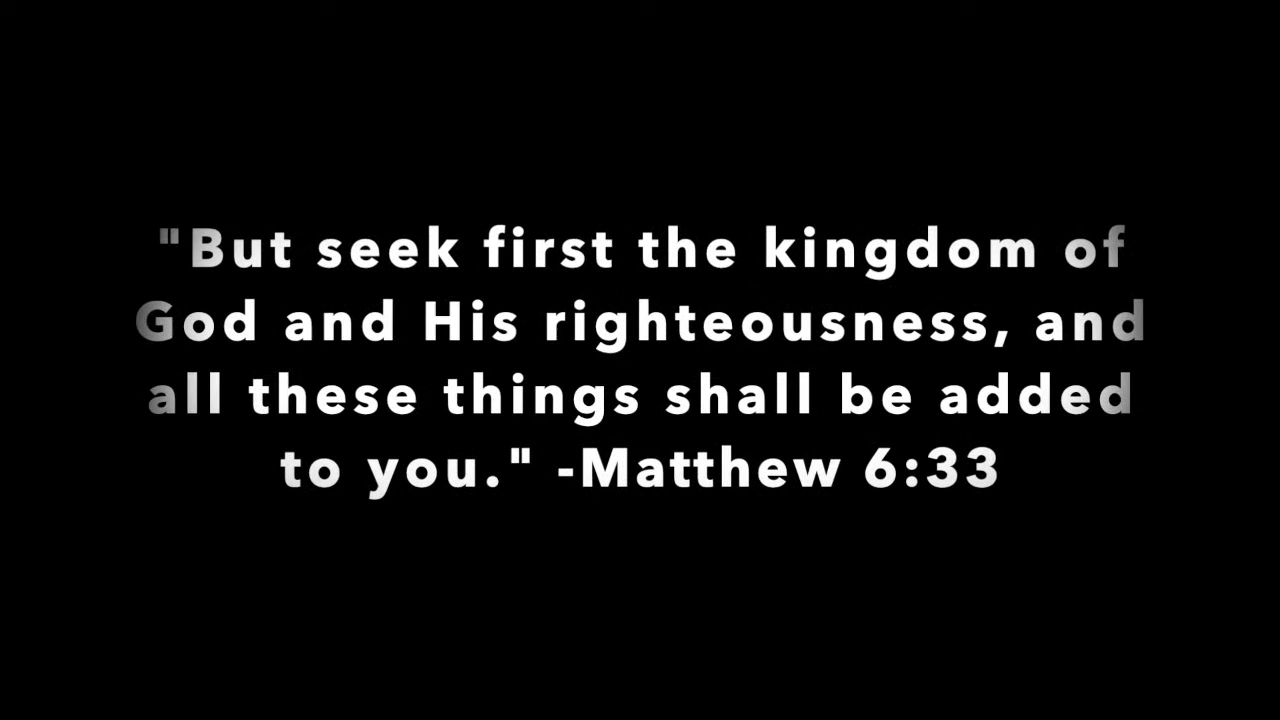 "But seek first the kingdom of
God and His righteousness, and
all these things shall be added
to you." -Matthew 6:33